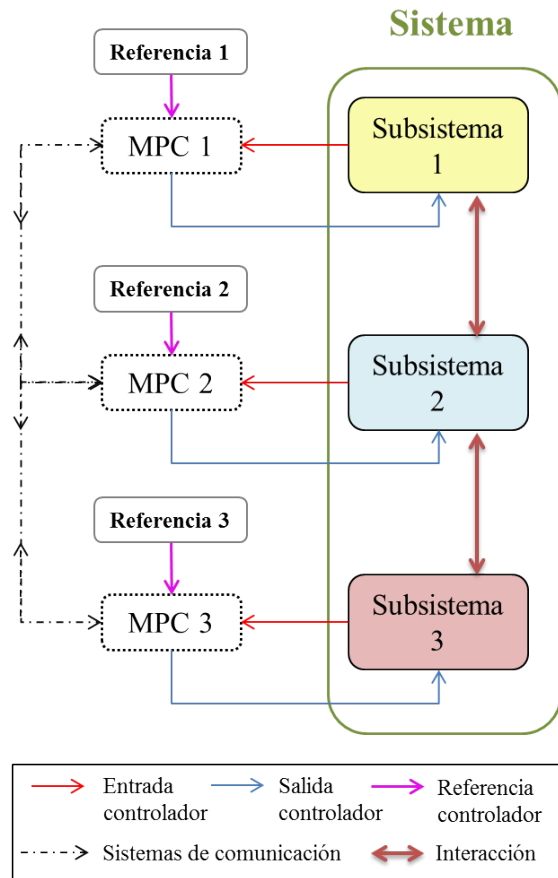 Sistema
Referencia 1
MPC 1
Subsistema
1
Referencia 2
MPC 2
Subsistema
2
Referencia 3
MPC 3
Subsistema
3
Entrada
controlador
Salida
controlador
Referencia
controlador
Sistemas de comunicación
Interacción